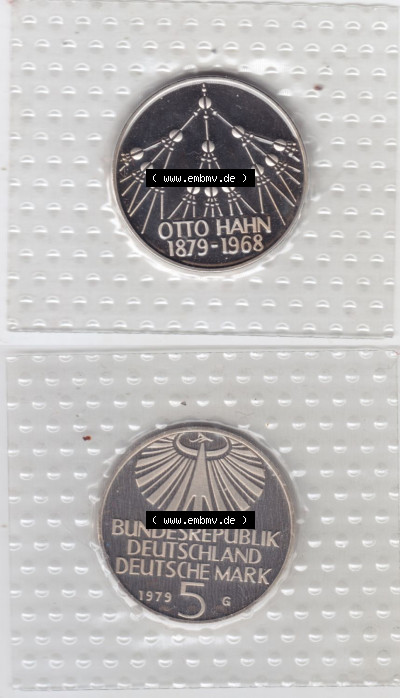 ( www.embmv.de )
OTTO HAHN
1879-1968
( www.embmv.de )
BUNDESREPUBLIK
DEUTSCHLAND
DEUTSCHE MARK
1979 5 G